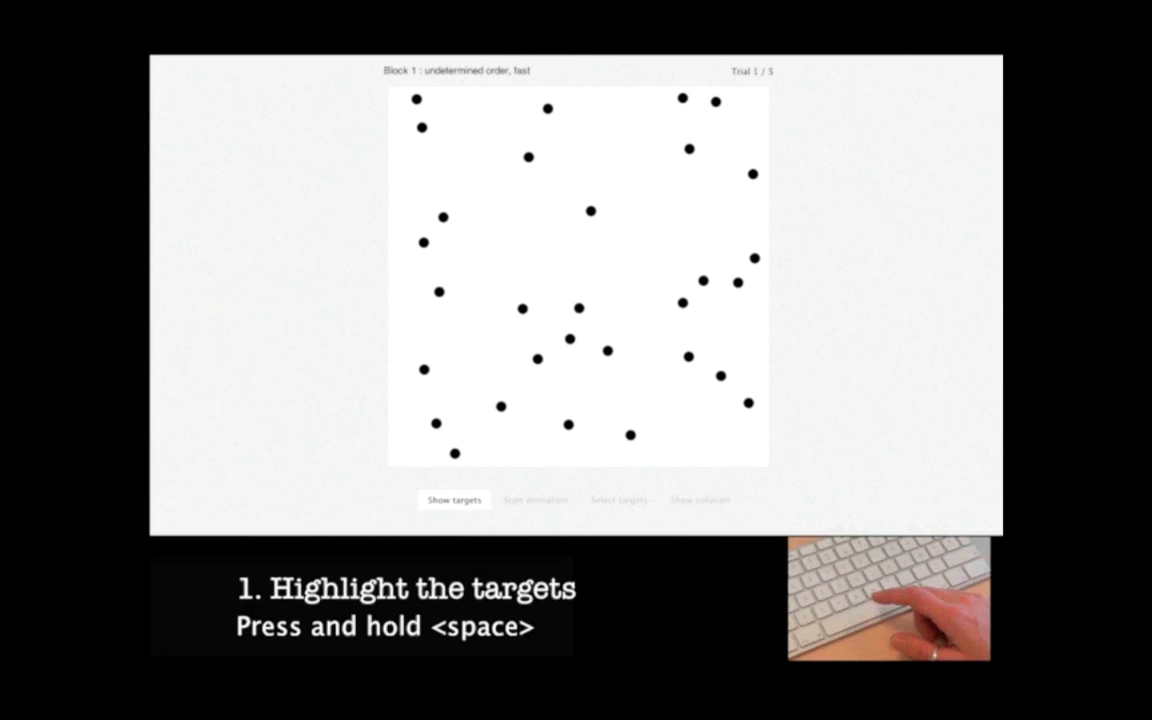 Block 1 : undetermined order, fast
Trial 1 / 5
Show targets
Start animation
Select targets
Show solution
1. Highlight the targets
Press and hold <space>